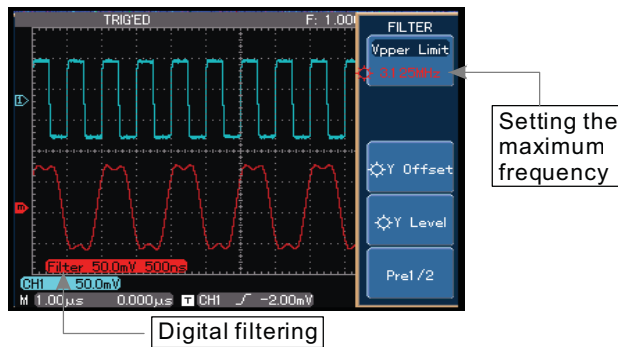 TRIG'ED F: 1.00
FILTER
Vpper Limit
31.25MHz
Setting the
maximum
frequency
Y Offset
Y Level
Pre1/2
Filter 50.0mV 500ns
CH1 50.0mV
M 1.00µs 0.000µs T CH1 -2.00mV
Digital filtering